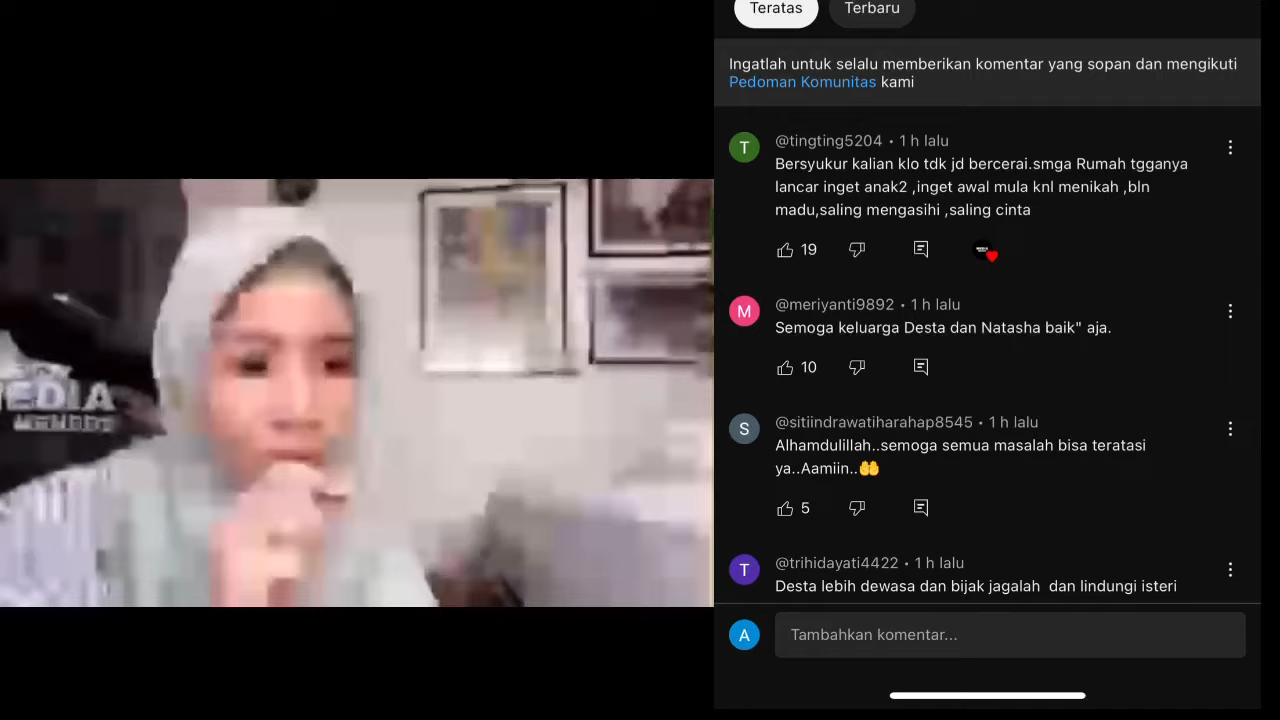 Teratas
Terbaru
Ingatlah untuk selalu memberikan komentar yang sopan dan mengikuti
Pedoman Komunitas kami
T
@tingting5204 • 1 h lalu
Bersyukur kalian klo tdk jd bercerai.smga Rumah tgganya
lancar inget anak2 ,inget awal mula knl menikah ,bln
madu,saling mengasihi ,saling cinta
19
M
@meriyanti9892 • 1 h lalu
Semoga keluarga Desta dan Natasha baik" aja.
10
S
@sitiindrawatiharahap8545 • 1 h lalu
Alhamdulillah..semoga semua masalah bisa teratasi
ya..Aamiin..🤲
5
T
@trihidayati4422 • 1 h lalu
Desta lebih dewasa dan bijak jagalah  dan lindungi isteri
A
Tambahkan komentar...
EDIA